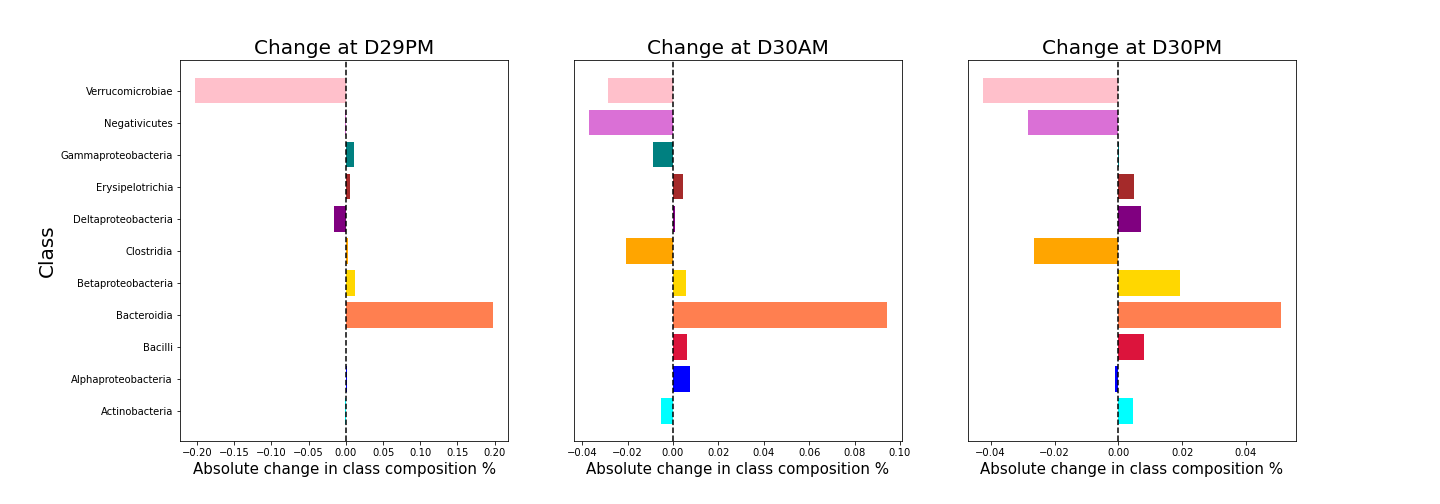 Change at D29PM
Change at D30AM
Change at D30PM
Class
Verrucomicrobiae
Negativicutes
Gammaproteobacteria
Erysipelotrichia
Deltaproteobacteria
Clostridia
Betaproteobacteria
Bacteroidia
Bacilli
Alphaproteobacteria
Actinobacteria
−0.20 −0.15 −0.10 −0.05 0.00 0.05 0.10 0.15 0.20
Absolute change in class composition %
−0.04 −0.02 0.00 0.02 0.04 0.06 0.08 0.10
Absolute change in class composition %
−0.04 −0.02 0.00 0.02 0.04
Absolute change in class composition %